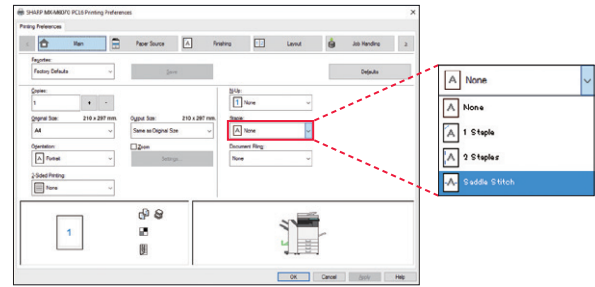 SHARP MX-M1070 PCL6 Printing Preferences
Printing Preferences
Main
Paper Source
Finishing
Layout
Job Handling
Favorites:
Factory Defaults
Save
Defaults
Copies:
1
N-Up:
1 None
Original Size: 210 x 297 mm.
Output Size: 210 x 297 mm.
Staple:
A4
Same as Original Size
A None
Orientation:
Zoom
Document Filing:
A Portrait
Settings...
None
2-Sided Printing:
None
1
OK
Cancel
Apply
Help
A None
A None
A 1 Staple
A 2 Staples
A Saddle Stitch